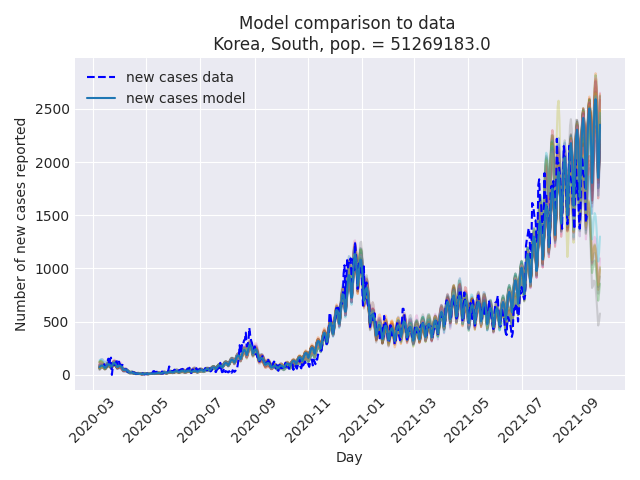 Model comparison to data
Korea, South, pop. = 51269183.0
new cases data
new cases model
Number of new cases reported
2500
2000
1500
1000
500
0
2020-03
2020-05
2020-07
2020-09
2020-11
2021-01
2021-03
2021-05
2021-07
2021-09
Day